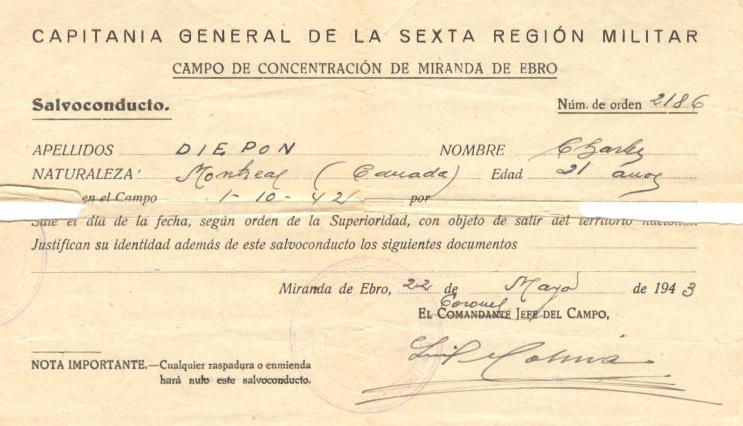 CAPITANIA GENERAL DE LA SEXTA REGIÓN MILITAR
CAMPO DE CONCENTRACIÓN DE MIRANDA DE EBRO
Salvoconducto. Núm. de orden 2186
APELLIDOS DIEPON NOMBRE Charley
NATURALEZA Montreal (Canada) Edad 21 años
en el Campo 1-10-42 por
Sale el día de la fecha, según orden de la Superioridad, con objeto de salir del territorio nacional.
Justifican su identidad además de este salvoconducto los siguientes documentos
Miranda de Ebro, 22 de Mayo de 1943
Coronel
EL COMANDANTE JEFE DEL CAMPO,
NOTA IMPORTANTE.—Cualquier raspadura o enmienda
hará nulo este salvoconducto.